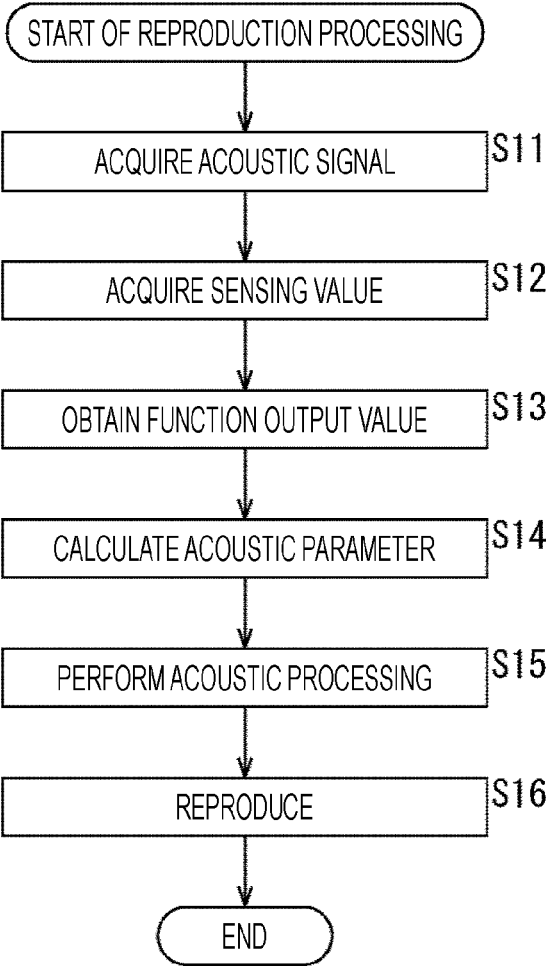 START OF REPRODUCTION PROCESSING
ACQUIRE ACOUSTIC SIGNAL S11
ACQUIRE SENSING VALUE S12
OBTAIN FUNCTION OUTPUT VALUE S13
CALCULATE ACOUSTIC PARAMETER S14
PERFORM ACOUSTIC PROCESSING S15
REPRODUCE S16
END